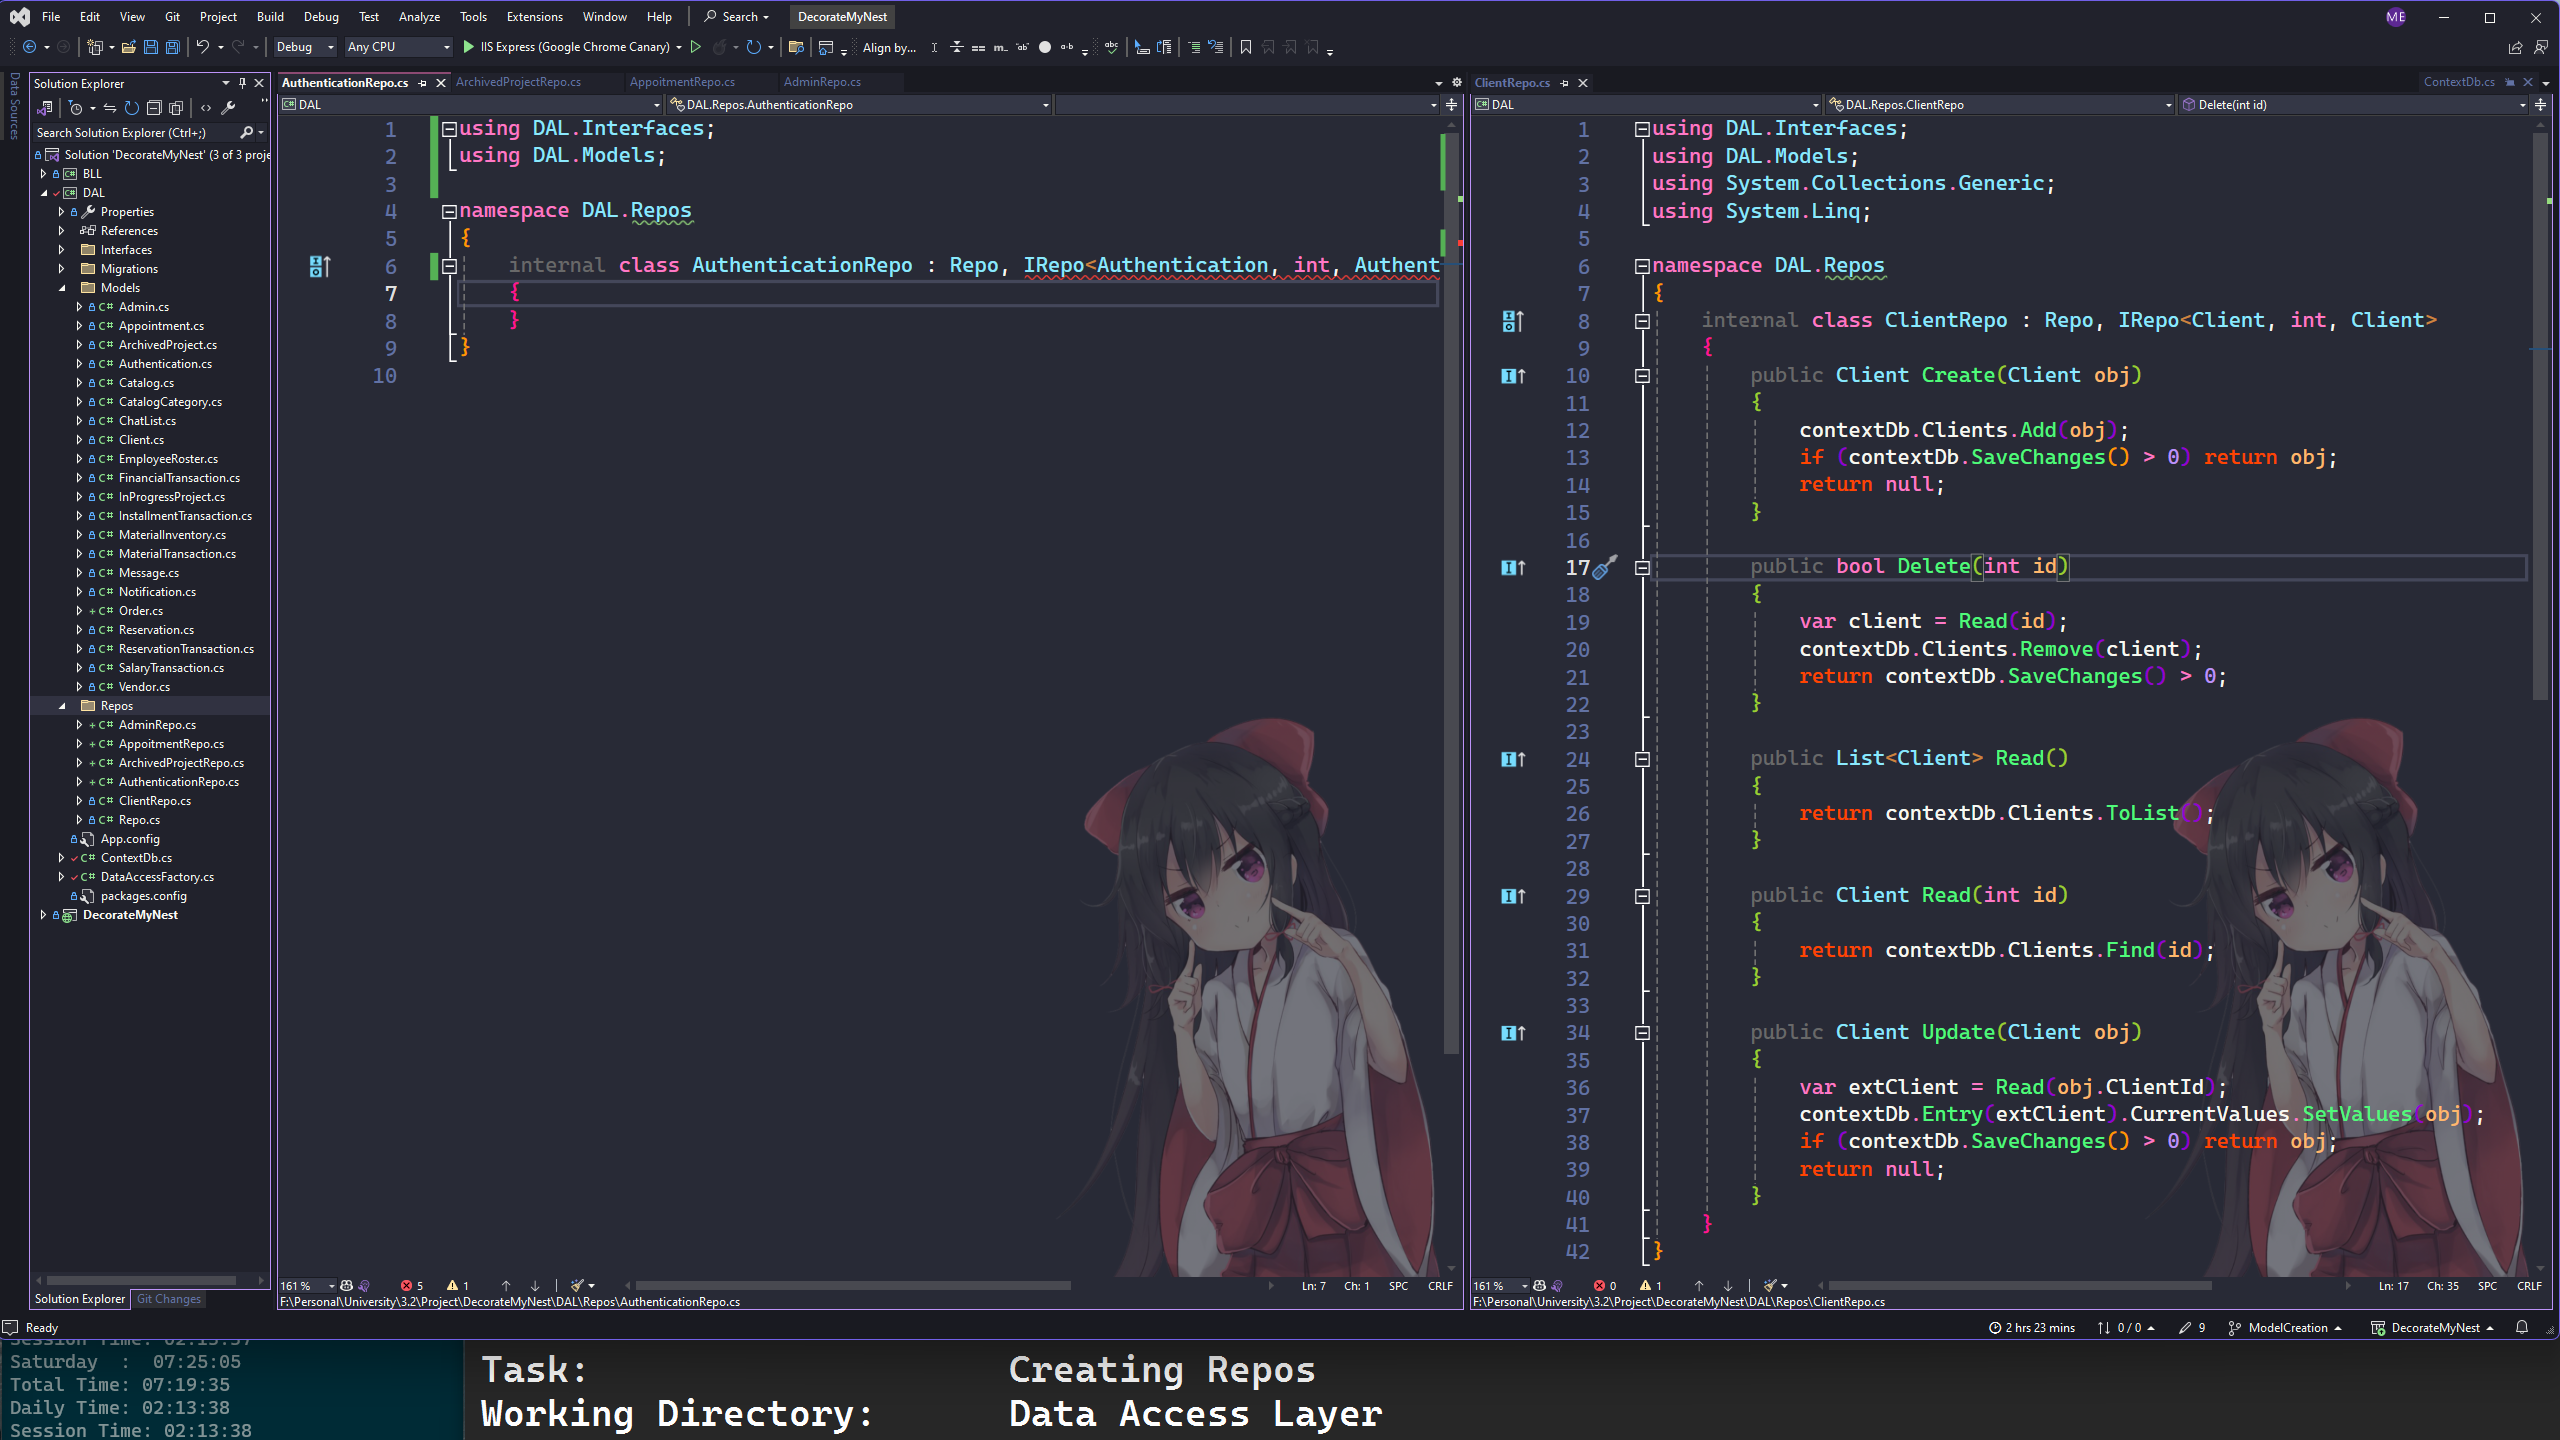 File Edit View Git Project Build Debug Test Analyze Tools Extensions Window Help Search DecorateMyNest ME
Debug Any CPU IIS Express (Google Chrome Canary) Align by...
Data Sources
Solution Explorer
Search Solution Explorer (Ctrl+;)
Solution 'DecorateMyNest' (3 of 3 proje
BLL
DAL
Properties
References
Interfaces
Migrations
Models
Admin.cs
Appointment.cs
ArchivedProject.cs
Authentication.cs
Catalog.cs
CatalogCategory.cs
ChatList.cs
Client.cs
EmployeeRoster.cs
FinancialTransaction.cs
InProgressProject.cs
InstallmentTransaction.cs
MaterialInventory.cs
MaterialTransaction.cs
Message.cs
Notification.cs
Order.cs
Reservation.cs
ReservationTransaction.cs
SalaryTransaction.cs
Vendor.cs
Repos
AdminRepo.cs
AppoitmentRepo.cs
ArchivedProjectRepo.cs
AuthenticationRepo.cs
ClientRepo.cs
Repo.cs
App.config
ContextDb.cs
DataAccessFactory.cs
packages.config
DecorateMyNest
Solution Explorer Git Changes
AuthenticationRepo.cs ArchivedProjectRepo.cs AppoitmentRepo.cs AdminRepo.cs
DAL DAL.Repos.AuthenticationRepo
1 using DAL.Interfaces;
2 using DAL.Models;
3
4 namespace DAL.Repos
5 {
6 internal class AuthenticationRepo : Repo, IRepo<Authentication, int, Authent
7 {
8 }
9 }
10
161 % 5 1 Ln: 7 Ch: 1 SPC CRLF
F:\Personal\University\3.2\Project\DecorateMyNest\DAL\Repos\AuthenticationRepo.cs
ClientRepo.cs ContextDb.cs
DAL DAL.Repos.ClientRepo Delete(int id)
1 using DAL.Interfaces;
2 using DAL.Models;
3 using System.Collections.Generic;
4 using System.Linq;
5
6 namespace DAL.Repos
7 {
8 internal class ClientRepo : Repo, IRepo<Client, int, Client>
9 {
10 public Client Create(Client obj)
11 {
12 contextDb.Clients.Add(obj);
13 if (contextDb.SaveChanges() > 0) return obj;
14 return null;
15 }
16
17 public bool Delete(int id)
18 {
19 var client = Read(id);
20 contextDb.Clients.Remove(client);
21 return contextDb.SaveChanges() > 0;
22 }
23
24 public List<Client> Read()
25 {
26 return contextDb.Clients.ToList();
27 }
28
29 public Client Read(int id)
30 {
31 return contextDb.Clients.Find(id);
32 }
33
34 public Client Update(Client obj)
35 {
36 var extClient = Read(obj.ClientId);
37 contextDb.Entry(extClient).CurrentValues.SetValues(obj);
38 if (contextDb.SaveChanges() > 0) return obj;
39 return null;
40 }
41 }
42 }
161 % 0 1 Ln: 17 Ch: 35 SPC CRLF
F:\Personal\University\3.2\Project\DecorateMyNest\DAL\Repos\ClientRepo.cs
Ready 2 hrs 23 mins 0 / 0 9 ModelCreation DecorateMyNest
Session Time: 02:13:37
Saturday : 07:25:05
Total Time: 07:19:35
Daily Time: 02:13:38
Session Time: 02:13:38
Task: Creating Repos
Working Directory: Data Access Layer